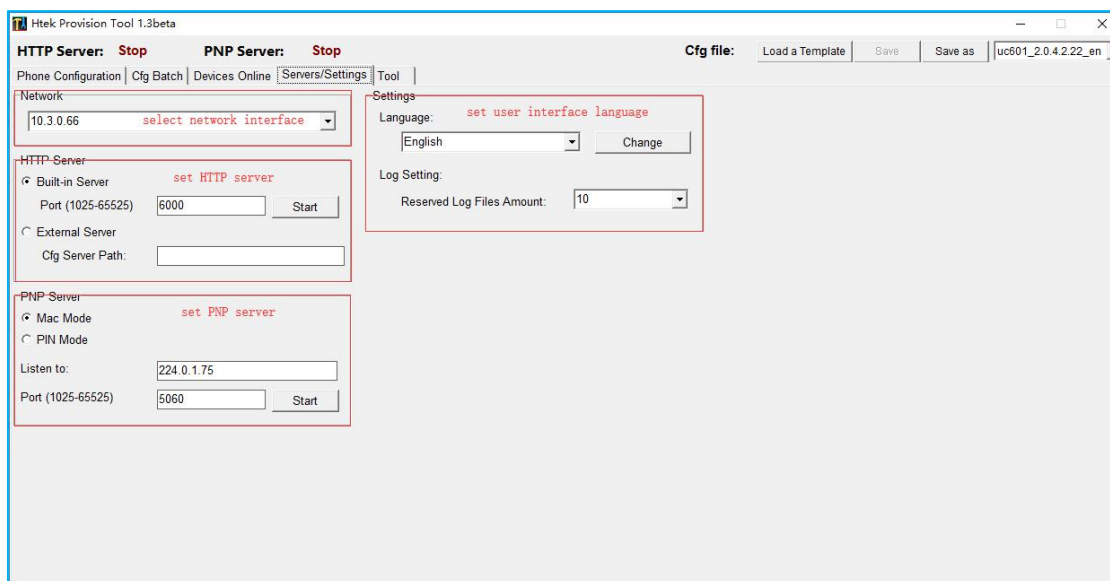 Htek Provision Tool 1.3beta
HTTP Server: Stop PNP Server: Stop Cfg file: Load a Template Save Save as uc601_2.0.4.2.22_en
Phone Configuration Cfg Batch Devices Online Servers/Settings Tool
Network
10.3.0.66 select network interface
HTTP Server
Built-in Server set HTTP server
Port (1025-65525) 6000 Start
External Server
Cfg Server Path:
PNP Server
Mac Mode set PNP server
PIN Mode
Listen to: 224.0.1.75
Port (1025-65525) 5060 Start
Settings
Language: set user interface language
English Change
Log Setting:
Reserved Log Files Amount: 10